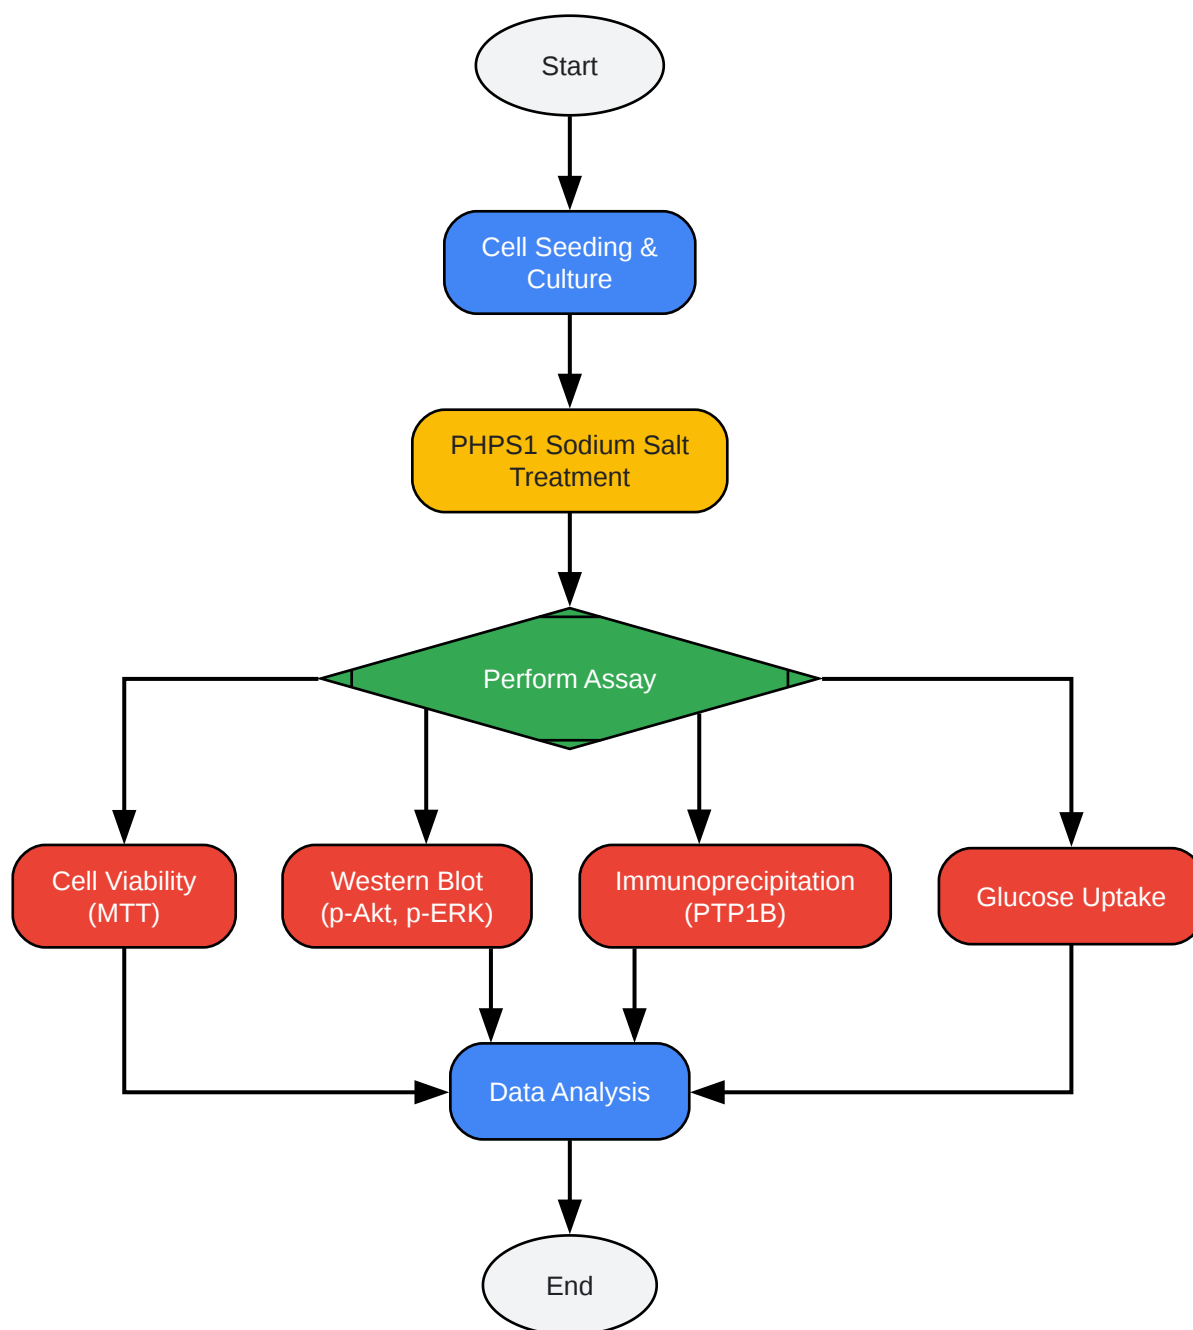 Start
Cell Seeding &
Culture
PHPS1 Sodium Salt
Treatment
Perform Assay
Cell Viability
(MTT)
Western Blot
(p-Akt, p-ERK)
Immunoprecipitation
(PTP1B)
Glucose Uptake
Data Analysis
End